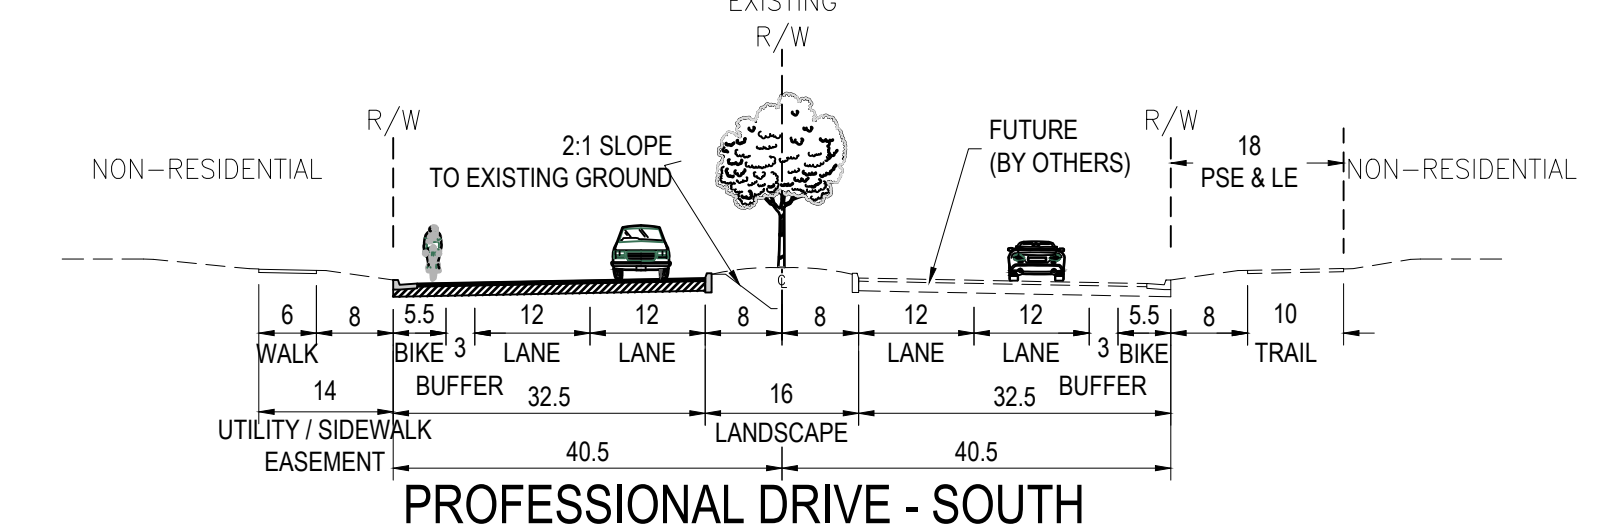 EXISTING
R/W
R/W
R/W
NON-RESIDENTIAL
2:1 SLOPE
TO EXISTING GROUND
FUTURE
(BY OTHERS)
18
PSE & LE
NON-RESIDENTIAL
℄
6
8
5.5
12
12
8
8
12
12
5.5
8
10
WALK
BIKE
3
LANE
LANE
LANE
LANE
3
BIKE
TRAIL
BUFFER
BUFFER
14
32.5
16
32.5
UTILITY / SIDEWALK
EASEMENT
LANDSCAPE
40.5
40.5
PROFESSIONAL DRIVE - SOUTH